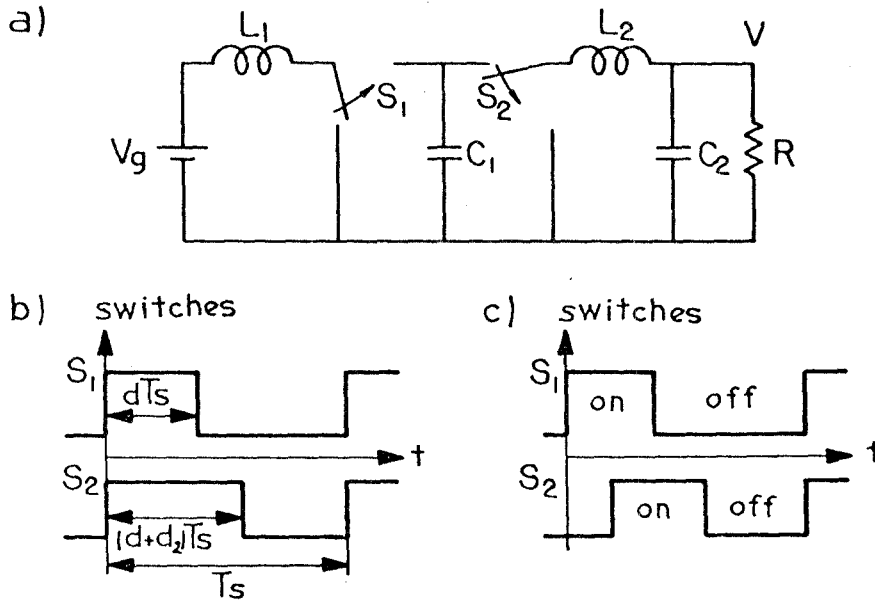 a)
L₁
L₂
V
S₁
S₂
Vg
C₁
C₂
R
b)
switches
S₁
dTs
t
S₂
(d+d₂)Ts
Ts
c)
switches
S₁
on
off
t
S₂
on
off